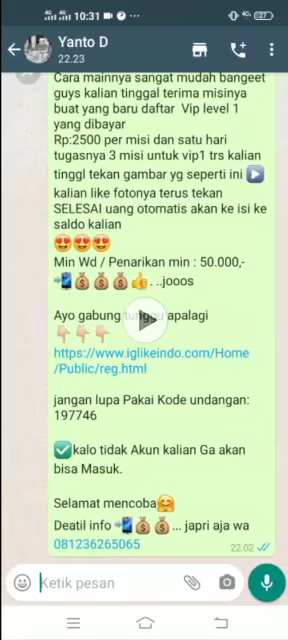 10:31
4G
27
Yanto D
22.23
Cara mainnya sangat mudah bangeet
guys kalian tinggal terima misinya
buat yang baru daftar Vip level 1
yang dibayar
Rp:2500 per misi dan satu hari
tugasnya 3 misi untuk vip1 trs kalian
tinggl tekan gambar yg seperti ini ▶️
kalian like fotonya terus tekan
SELESAI uang otomatis akan ke isi ke
saldo kalian
😍😍😍
Min Wd / Penarikan min : 50.000,-
📲💰💰💰👍. ..jooos
Ayo gabung tunggu apalagi
👇🏻👇🏻👇🏻
https://www.iglikeindo.com/Home
/Public/reg.html
jangan lupa Pakai Kode undangan:
197746
✅kalo tidak Akun kalian Ga akan
bisa Masuk.
Selamat mencoba🤗
Deatil info 📲💰💰... japri aja wa
081236265065
22.02
Ketik pesan